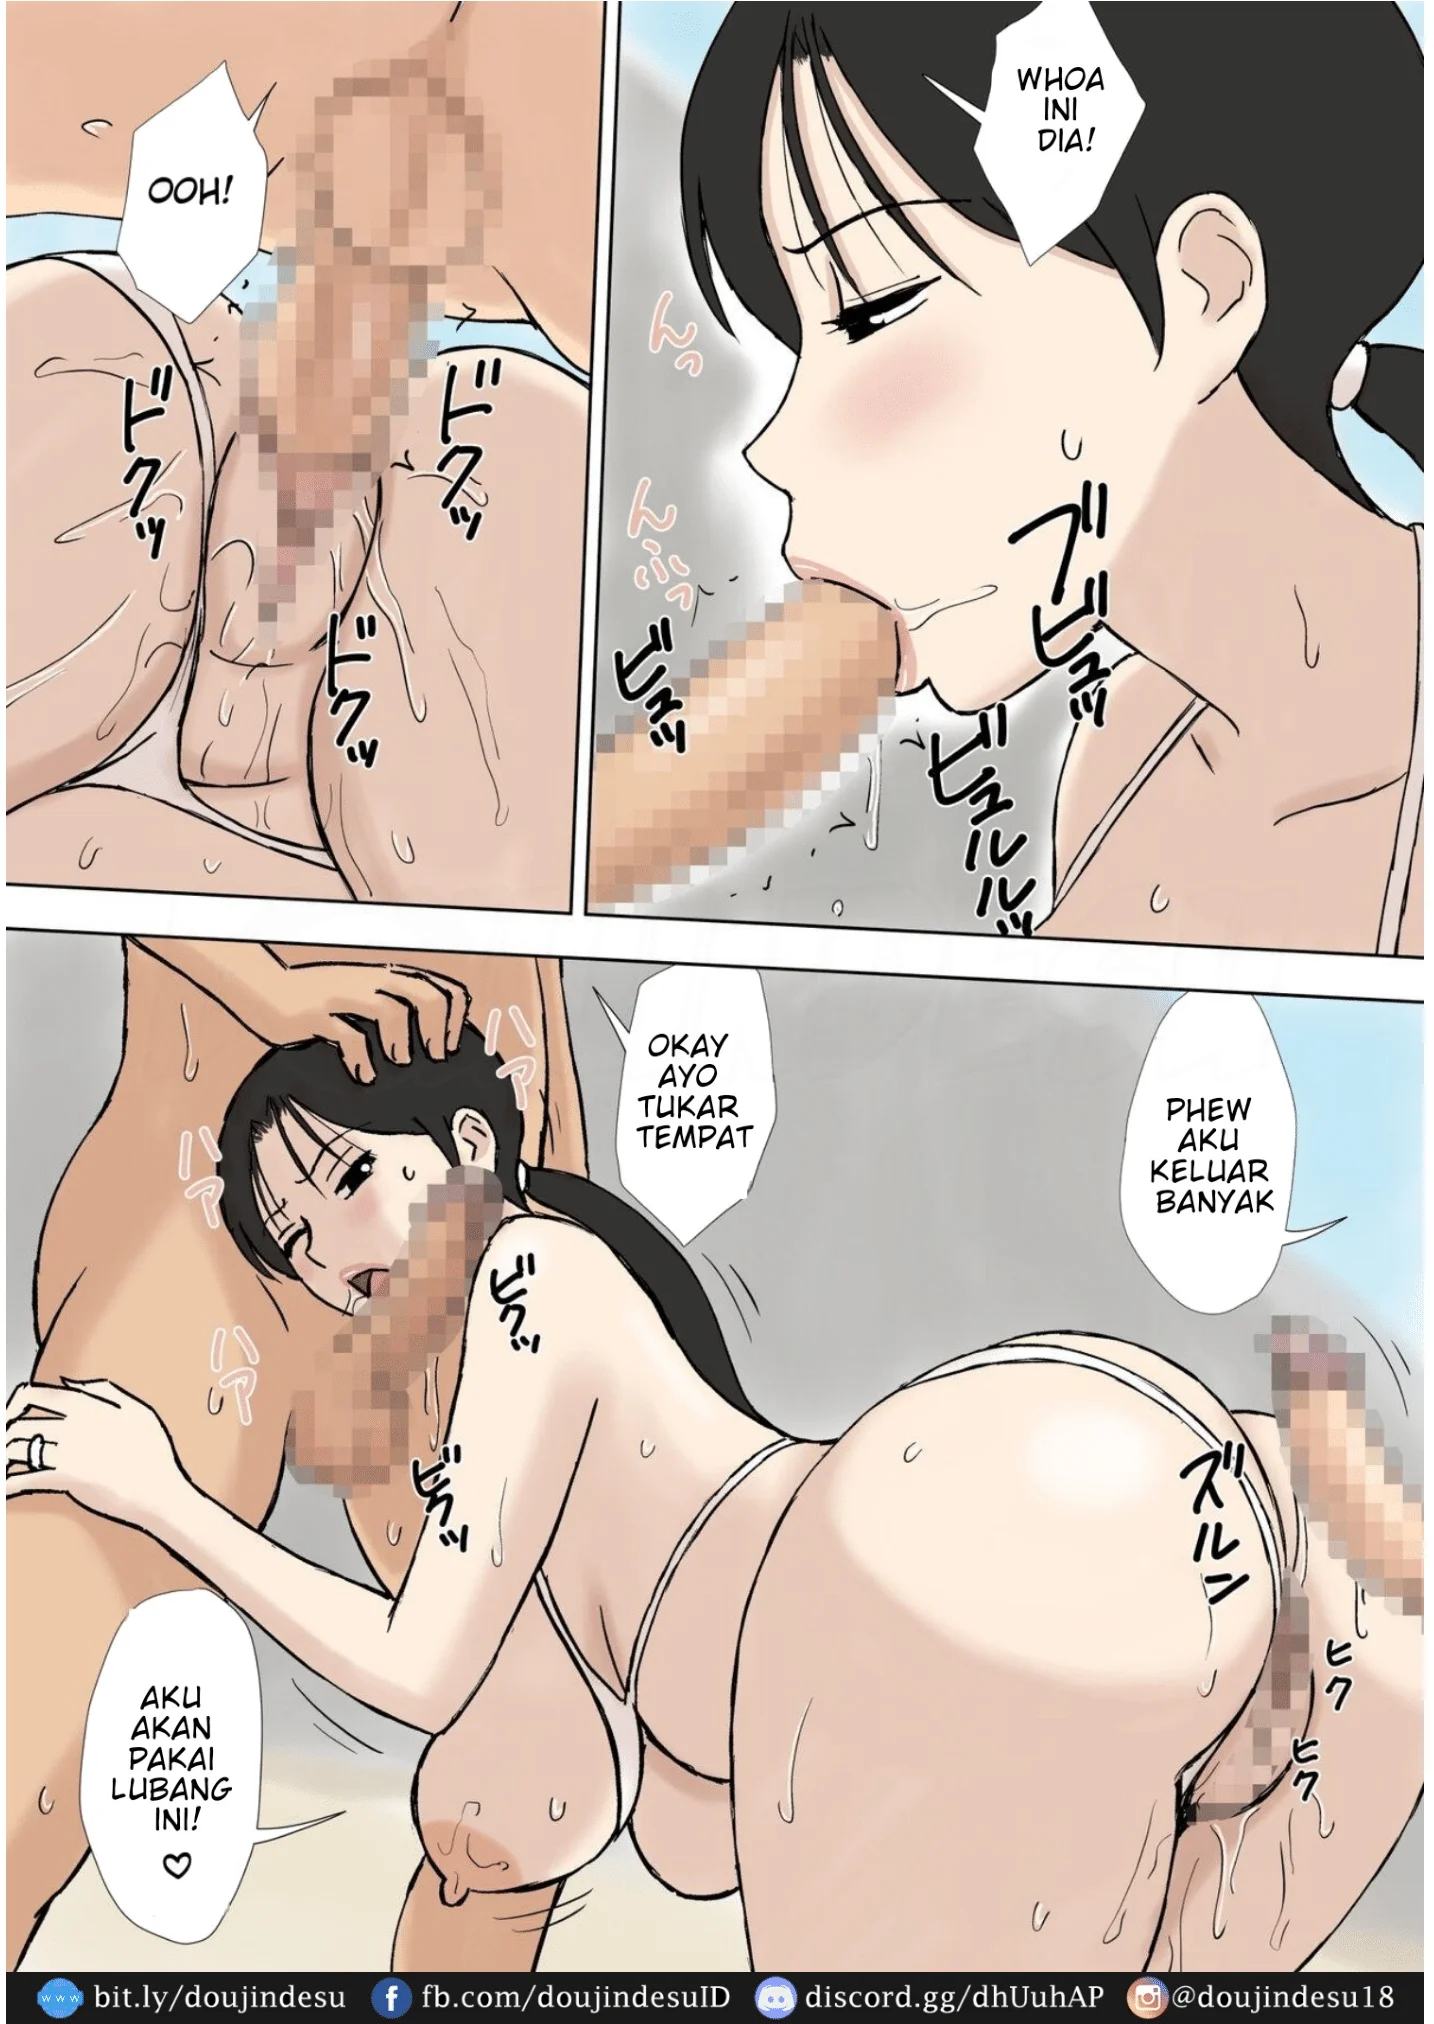 WHOA
INI
DIA!
OOH!
んっ
んふっ
ブビュッ
ビュッ
ビュルルルッ
ドクッ
ドクッ
ドクッ
PHEW
AKU
KELUAR
BANYAK
OKAY
AYO
TUKAR
TEMPAT
ハァ
ハァ
ハァ
ビクッ
ビクッ
ズルン
ヒク
ヒク
AKU
AKAN
PAKAI
LUBANG
INI!
♡
www bit.ly/doujindesu f fb.com/doujindesuID discord.gg/dhUuhAP @doujindesu18